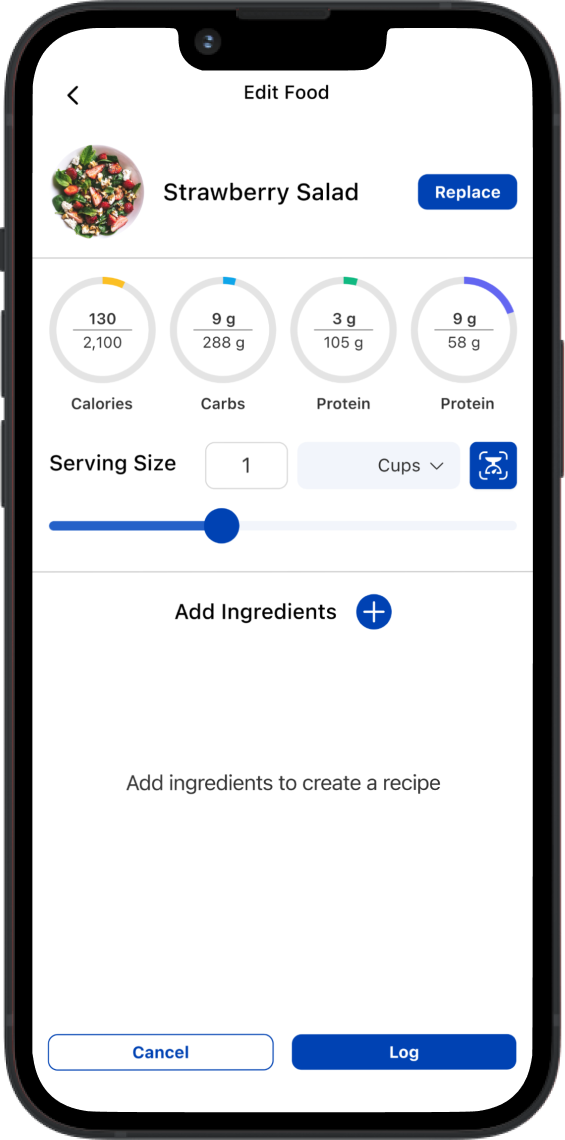 Edit Food
Strawberry Salad
Replace
130
2,100
Calories
9 g
288 g
Carbs
3 g
105 g
Protein
9 g
58 g
Protein
Serving Size
1
Cups
Add Ingredients
Add ingredients to create a recipe
Cancel
Log